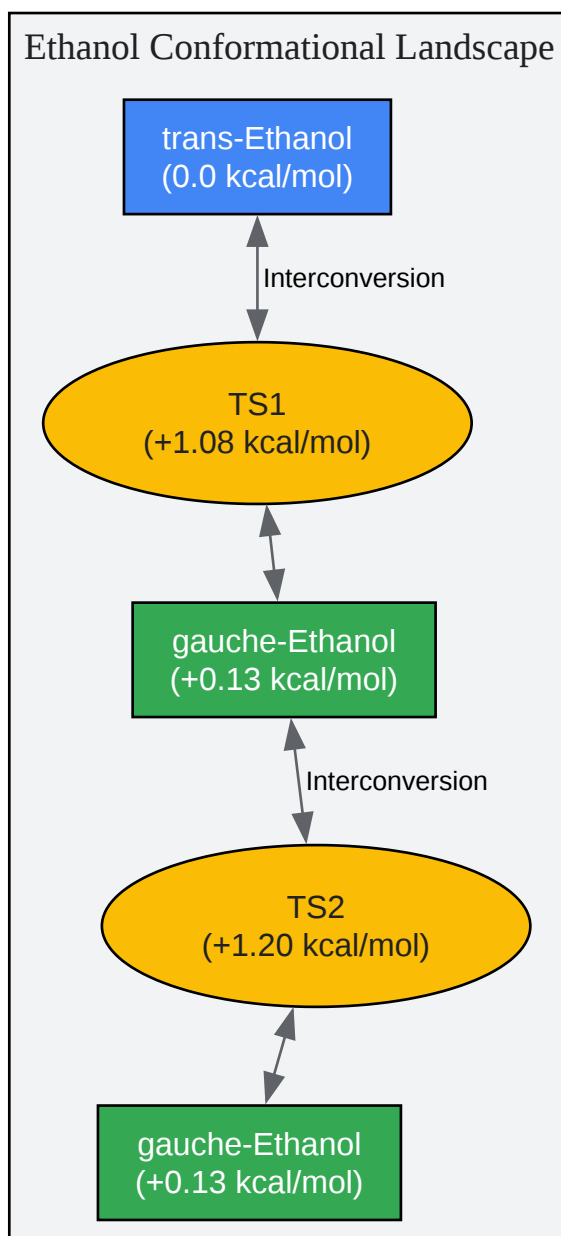 Ethanol Conformational Landscape
trans-Ethanol
(0.0 kcal/mol)
Interconversion
TS1
(+1.08 kcal/mol)
gauche-Ethanol
(+0.13 kcal/mol)
Interconversion
TS2
(+1.20 kcal/mol)
gauche-Ethanol
(+0.13 kcal/mol)